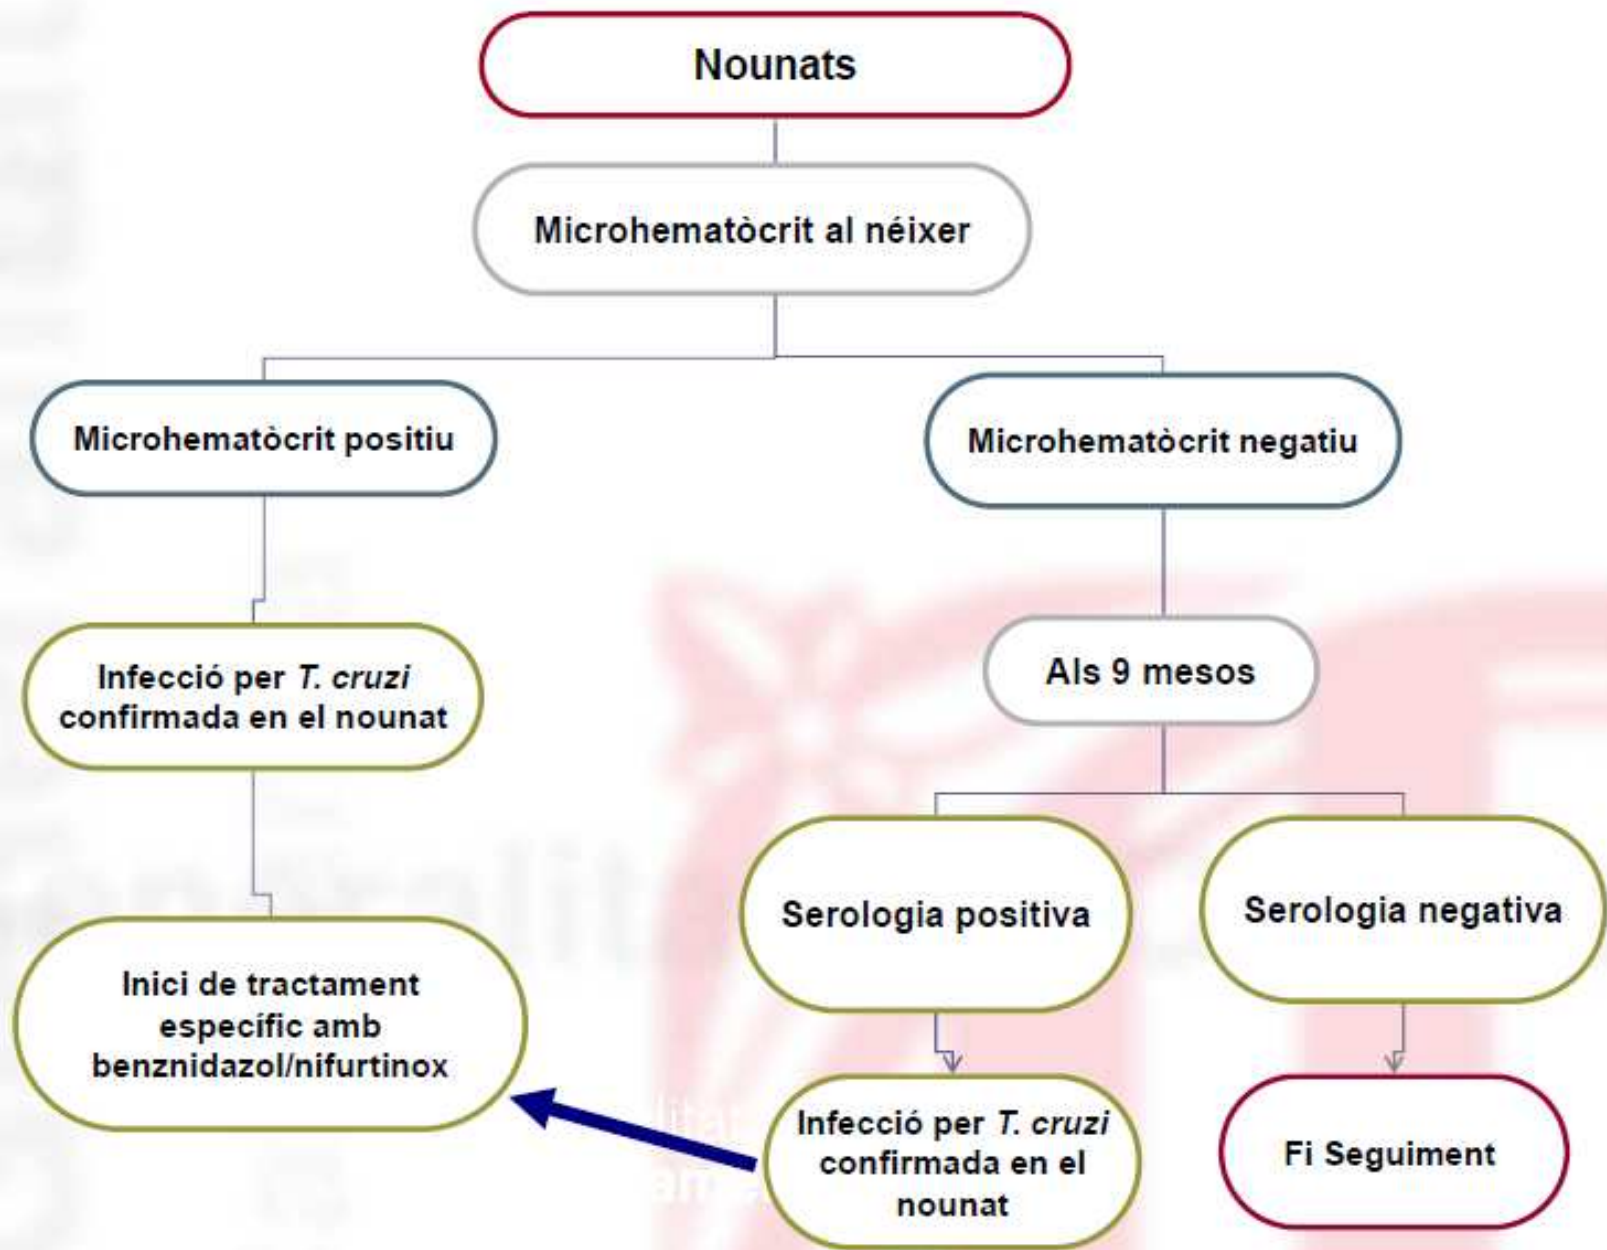 Nounats
Microhematòcrit al néixer
Microhematòcrit positiu
Microhematòcrit negatiu
Infecció per T. cruzi
confirmada en el nounat
Als 9 mesos
Serologia positiva
Serologia negativa
Inici de tractament
específic amb
benznidazol/nifurtinox
Infecció per T. cruzi
confirmada en el
nounat
Fi Seguiment